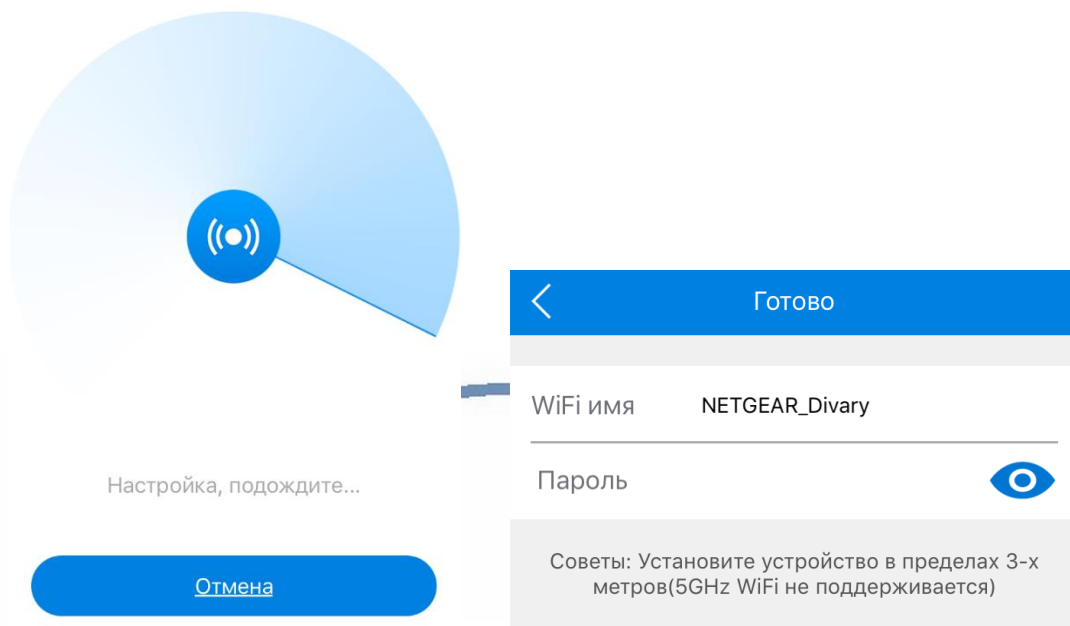 Настройка, подождите...
Отмена
Готово
WiFi имя NETGEAR_Divary
Пароль
Советы: Установите устройство в пределах 3-х
метров(5GHz WiFi не поддерживается)